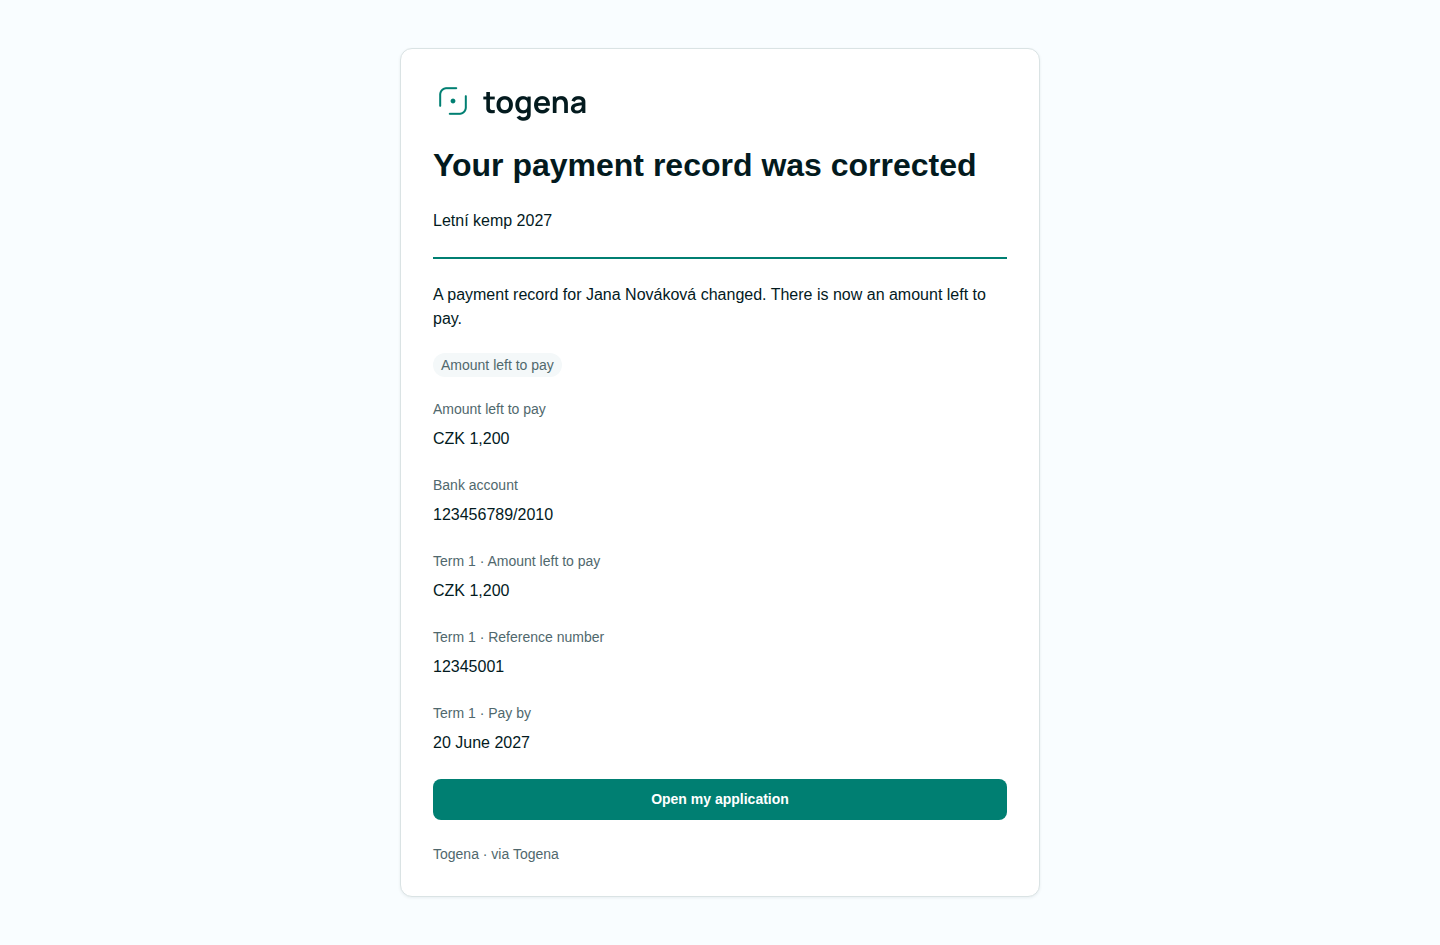 togena
Your payment record was corrected
Letní kemp 2027
A payment record for Jana Nováková changed. There is now an amount left to
pay.
Amount left to pay
Amount left to pay
CZK 1,200
Bank account
123456789/2010
Term 1 · Amount left to pay
CZK 1,200
Term 1 · Reference number
12345001
Term 1 · Pay by
20 June 2027
Open my application
Togena · via Togena